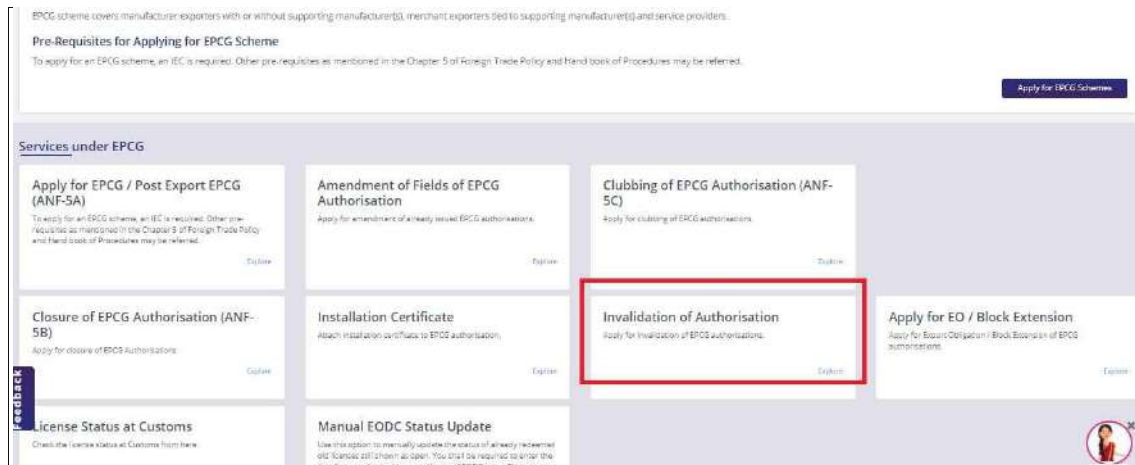 EPCG scheme covers manufacturer exporters with or without supporting manufacturer(s), merchant exporters tied to supporting manufacturer(s) and service providers.
Pre-Requisites for Applying for EPCG Scheme
To apply for an EPCG scheme, an IEC is required. Other pre-requisites as mentioned in the Chapter 5 of Foreign Trade Policy and Hand book of Procedures may be referred.
Apply for EPCG Schemes
Services under EPCG
Apply for EPCG / Post Export EPCG
(ANF-5A)
To apply for an EPCG scheme, an IEC is required. Other pre-
requisites as mentioned in the Chapter 5 of Foreign Trade Policy
and Hand book of Procedures may be referred.
Explore
Amendment of Fields of EPCG
Authorisation
Apply for amendment of already issued EPCG authorisations.
Explore
Clubbing of EPCG Authorisation (ANF-
5C)
Apply for clubbing of EPCG authorisations.
Explore
Closure of EPCG Authorisation (ANF-
5B)
Apply for closure of EPCG Authorisations
Explore
Installation Certificate
Attach installation certificate to EPCG authorisation.
Explore
Invalidation of Authorisation
Apply for Invalidation of EPCG authorisations.
Explore
Apply for EO / Block Extension
Apply for Export Obligation / Block Extension of EPCG
authorisations.
Explore
Feedback
License Status at Customs
Check the license status at Customs from here
Manual EODC Status Update
Use this option to manually update the status of already redeemed
old licences still shown as open. You shall be required to enter the